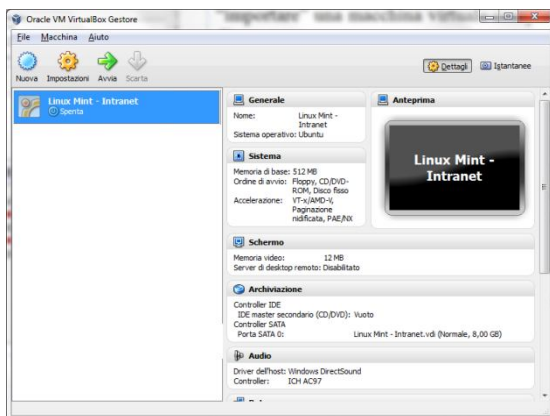 "importare" una macchina virtual
Oracle VM VirtualBox Gestore
File Macchina Aiuto
Nuova Impostazioni Avvia Scarta
Dettagli Istantanee
Linux Mint - Intranet
Spenta
Generale
Nome: Linux Mint - Intranet
Sistema operativo: Ubuntu
Sistema
Memoria di base: 512 MB
Ordine di avvio: Floppy, CD/DVD-
ROM, Disco fisso
Accelerazione: VT-x/AMD-V,
Paginazione
nidificata, PAE/NX
Anteprima
Linux Mint -
Intranet
Schermo
Memoria video: 12 MB
Server di desktop remoto: Disabilitato
Archiviazione
Controller IDE
IDE master secondario (CD/DVD): Vuoto
Controller SATA
Porta SATA 0: Linux Mint - Intranet.vdi (Normale, 8,00 GB)
Audio
Driver dell'host: Windows DirectSound
Controller: ICH AC97